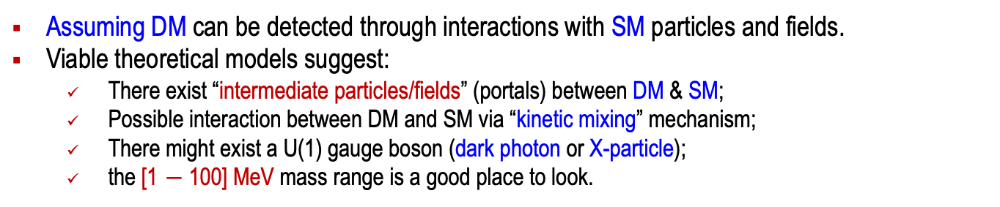 ▪ Assuming DM can be detected through interactions with SM particles and fields.
▪ Viable theoretical models suggest:
✓ There exist “intermediate particles/fields” (portals) between DM & SM;
✓ Possible interaction between DM and SM via “kinetic mixing” mechanism;
✓ There might exist a U(1) gauge boson (dark photon or X-particle);
✓ the [1 − 100] MeV mass range is a good place to look.